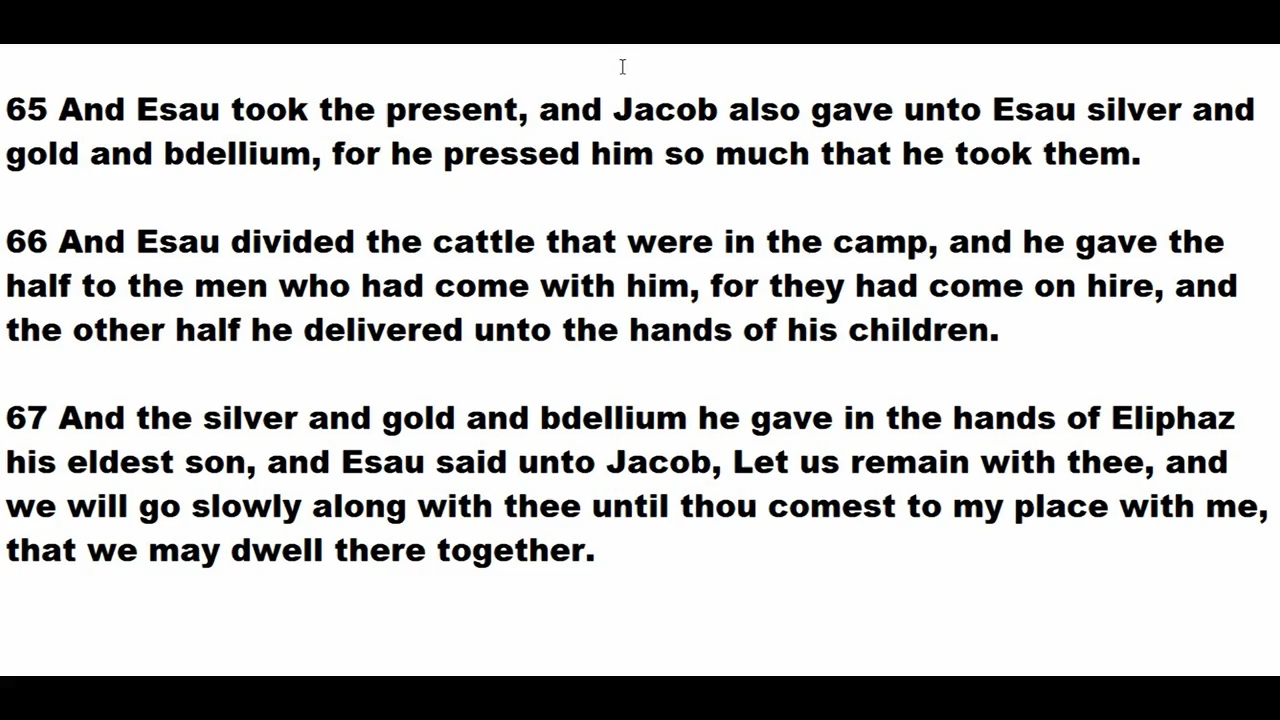 65 And Esau took the present, and Jacob also gave unto Esau silver and
gold and bdellium, for he pressed him so much that he took them.
66 And Esau divided the cattle that were in the camp, and he gave the
half to the men who had come with him, for they had come on hire, and
the other half he delivered unto the hands of his children.
67 And the silver and gold and bdellium he gave in the hands of Eliphaz
his eldest son, and Esau said unto Jacob, Let us remain with thee, and
we will go slowly along with thee until thou comest to my place with me,
that we may dwell there together.